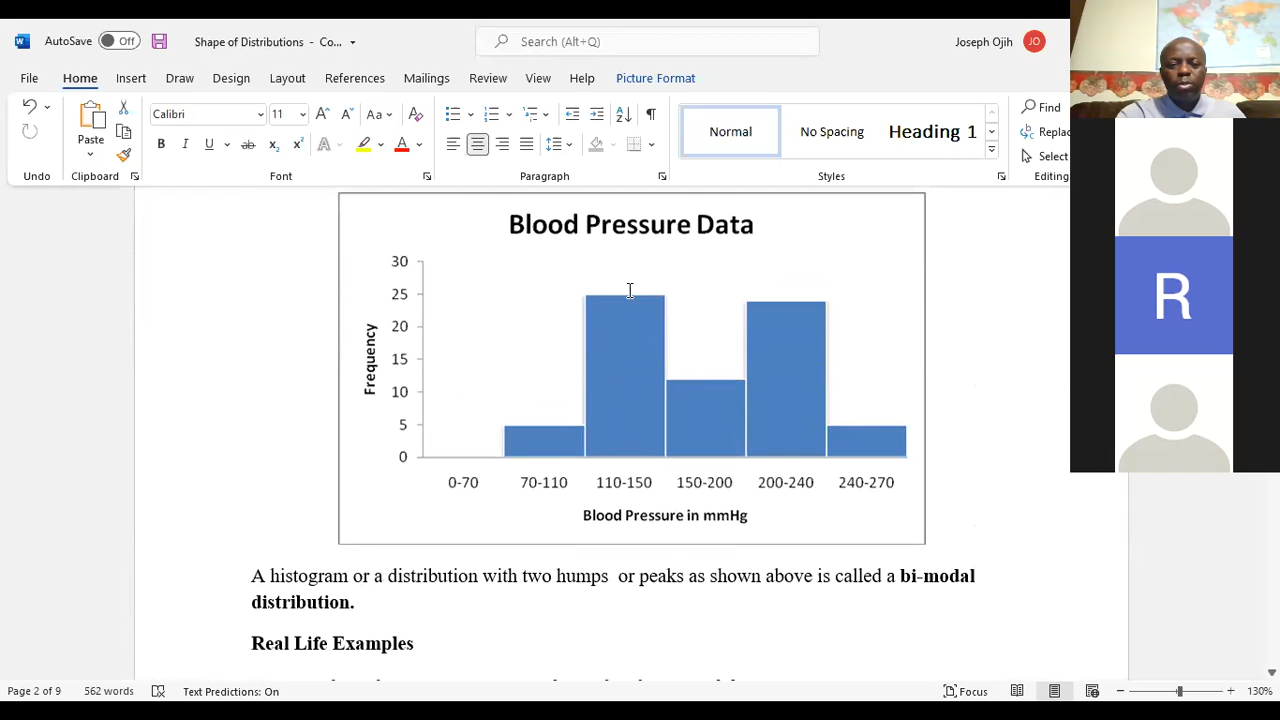 AutoSave Off Shape of Distributions - Co... Search (Alt+Q) Joseph Ojih JO
File Home Insert Draw Design Layout References Mailings Review View Help Picture Format
Calibri 11 Normal No Spacing Heading 1 Find
Paste Replac
Select
Undo Clipboard Font Paragraph Styles Editing
Blood Pressure Data
30
25
20
15
10
5
0
Frequency
0-70 70-110 110-150 150-200 200-240 240-270
Blood Pressure in mmHg
A histogram or a distribution with two humps or peaks as shown above is called a bi-modal
distribution.
Real Life Examples
R
Page 2 of 9 562 words Text Predictions: On Focus 130%